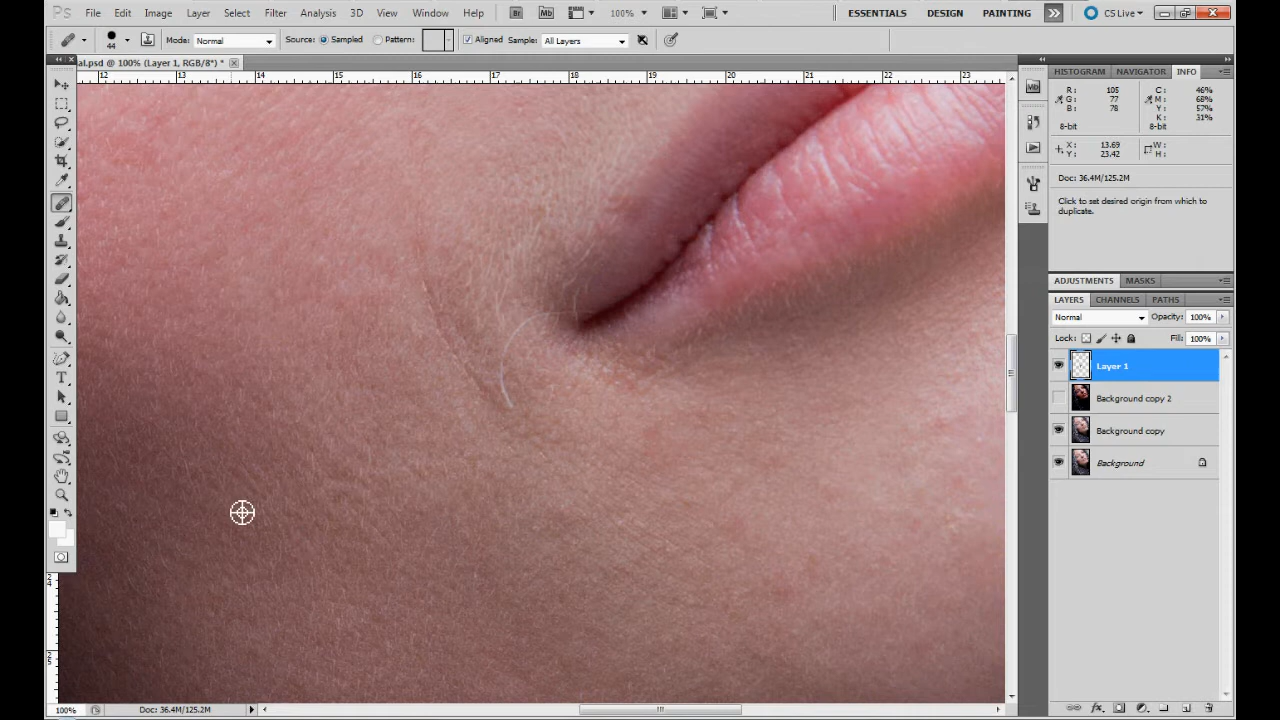 Ps File Edit Image Layer Select Filter Analysis 3D View Window Help Br Mb 100% ESSENTIALS DESIGN PAINTING CS Live
44 Mode: Normal Source: Sampled Pattern: Aligned Sample: All Layers
al.psd @ 100% (Layer 1, RGB/8*) *
12 13 14 15 16 17 18 19 20 21 22 23
HISTOGRAM NAVIGATOR INFO
R: 105 C: 46%
G: 77 M: 68%
B: 78 Y: 57%
K: 31%
8-bit 8-bit
X: 13.69 W:
Y: 23.42 H:
Doc: 36.4M/125.2M
Click to set desired origin from which to
duplicate.
ADJUSTMENTS MASKS
LAYERS CHANNELS PATHS
Normal Opacity: 100%
Lock: Fill: 100%
Layer 1
Background copy 2
Background copy
Background
100% Doc: 36.4M/125.2M